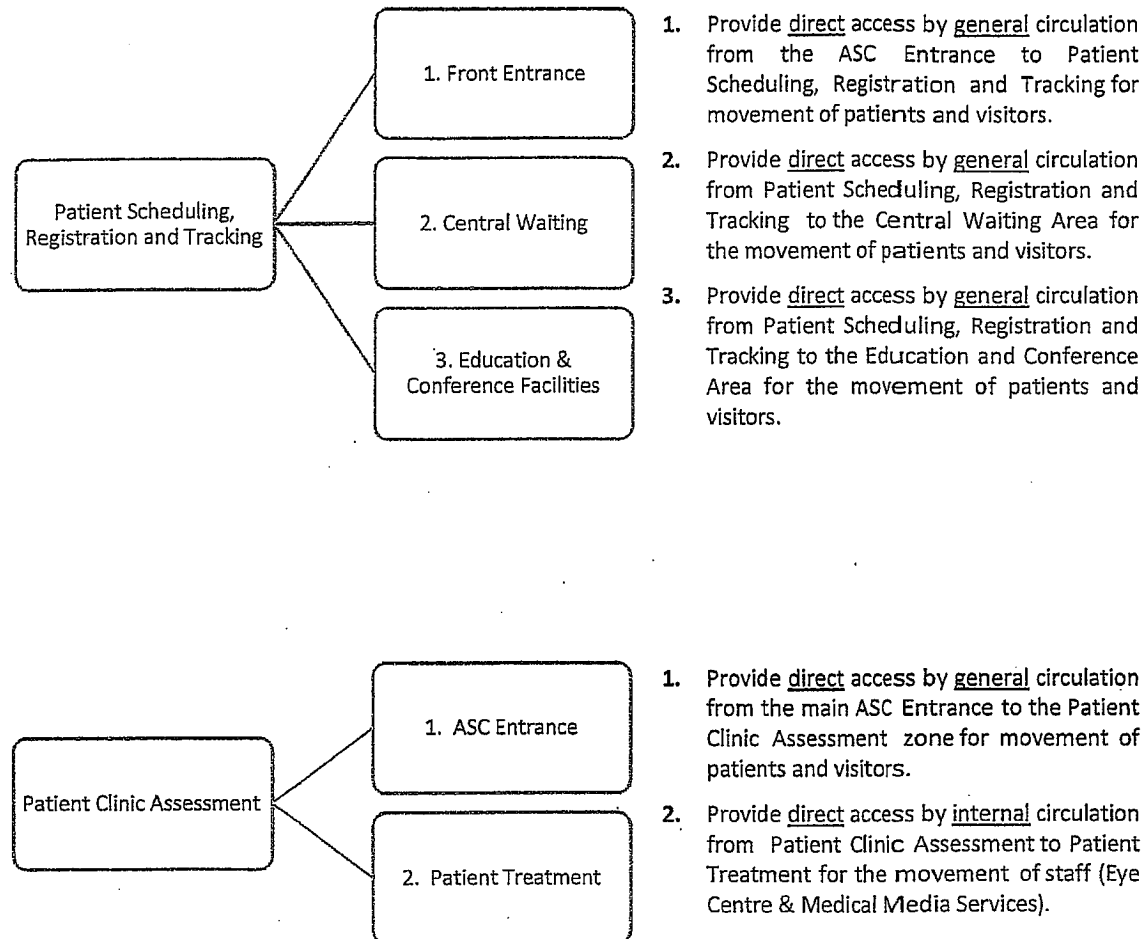 Patient Scheduling,
Registration and Tracking
1. Front Entrance
2. Central Waiting
3. Education &
Conference Facilities
1. Provide direct access by general circulation
from the ASC Entrance to Patient
Scheduling, Registration and Tracking for
movement of patients and visitors.
2. Provide direct access by general circulation
from Patient Scheduling, Registration and
Tracking to the Central Waiting Area for
the movement of patients and visitors.
3. Provide direct access by general circulation
from Patient Scheduling, Registration and
Tracking to the Education and Conference
Area for the movement of patients and
visitors.
Patient Clinic Assessment
1. ASC Entrance
2. Patient Treatment
1. Provide direct access by general circulation
from the main ASC Entrance to the Patient
Clinic Assessment zone for movement of
patients and visitors.
2. Provide direct access by internal circulation
from Patient Clinic Assessment to Patient
Treatment for the movement of staff (Eye
Centre & Medical Media Services).